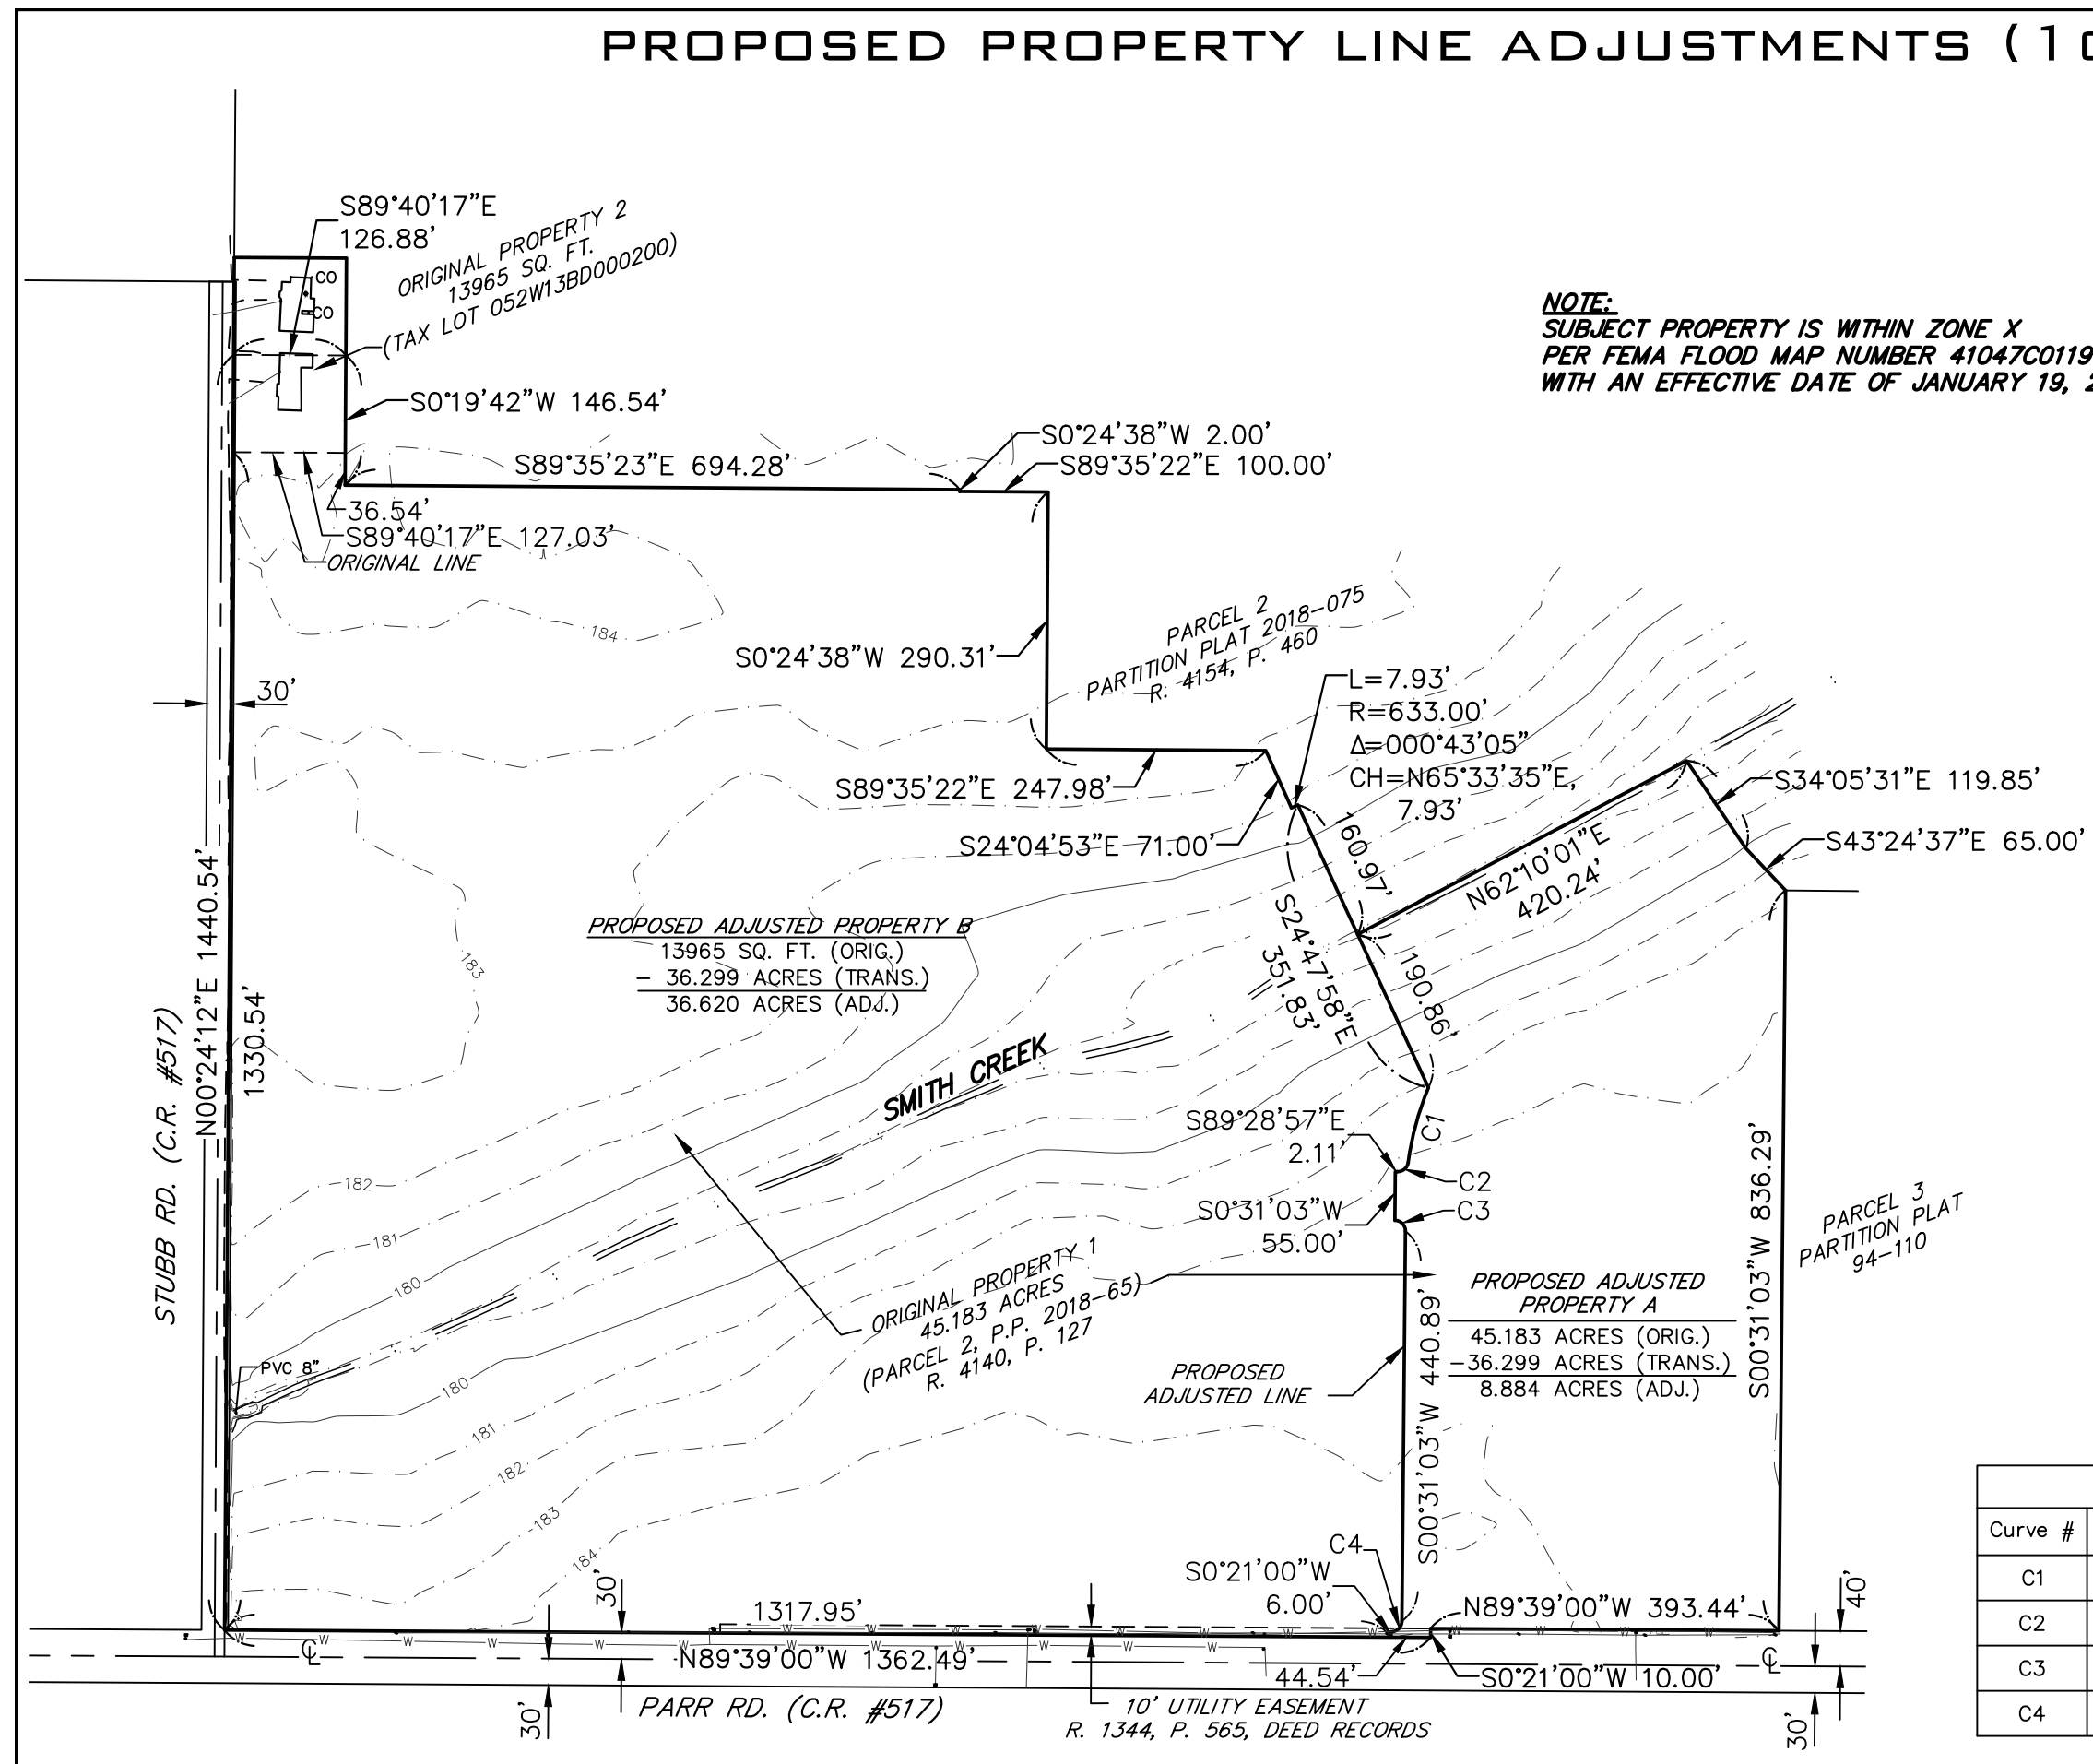 PROPOSED PROPERTY LINE ADJUSTMENTS (10
S89°40'17"E
126.88'
ORIGINAL PROPERTY 2
13965 SQ. FT.
(TAX LOT 052W13BD000200)
CO
CO
NOTE:
SUBJECT PROPERTY IS WITHIN ZONE X
PER FEMA FLOOD MAP NUMBER 41047C0119
WITH AN EFFECTIVE DATE OF JANUARY 19, 2
S0°19'42"W 146.54'
S0°24'38"W 2.00'
S89°35'22"E 100.00'
S89°35'23"E 694.28'
36.54'
S89°40'17"E 127.03'
ORIGINAL LINE
184
PARCEL 2
PARTITION PLAT 2018-075
R. 4154, P. 460
S0°24'38"W 290.31'
30'
L=7.93'
R=633.00'
Δ=000°43'05"
CH=N65°33'35"E,
7.93'
S89°35'22"E 247.98'
S24°04'53"E 71.00'
160.97'
N62°10'01"E
420.24'
S34°05'31"E 119.85'
S43°24'37"E 65.00'
S24°47'58"E
351.83'
190.86'
PROPOSED ADJUSTED PROPERTY B
13965 SQ. FT. (ORIG.)
- 36.299 ACRES (TRANS.)
36.620 ACRES (ADJ.)
183
STUBB RD. (C.R. #517)
N00°24'12"E 1440.54'
1330.54'
SMITH CREEK
S89°28'57"E
2.11'
C1
C2
C3
S0°31'03"W
55.00'
182
181
180
ORIGINAL PROPERTY 1
45.183 ACRES
(PARCEL 2, P.P. 2018-65)
R. 4140, P. 127
PROPOSED ADJUSTED
PROPERTY A
45.183 ACRES (ORIG.)
-36.299 ACRES (TRANS.)
8.884 ACRES (ADJ.)
S00°31'03"W 836.29'
PARCEL 3
PARTITION PLAT
94-110
PVC 8"
180
181
182
183
184
PROPOSED
ADJUSTED LINE
S00°31'03"W 440.89'
C4
S0°21'00"W
6.00'
N89°39'00"W 393.44'
40'
30'
1317.95'
W W W W W W W W W
W W W W W W W W W W W W W
℄
N89°39'00"W 1362.49'
44.54'
S0°21'00"W 10.00'
℄
30'
PARR RD. (C.R. #517)
10' UTILITY EASEMENT
R. 1344, P. 565, DEED RECORDS
30'
Curve #
C1
C2
C3
C4